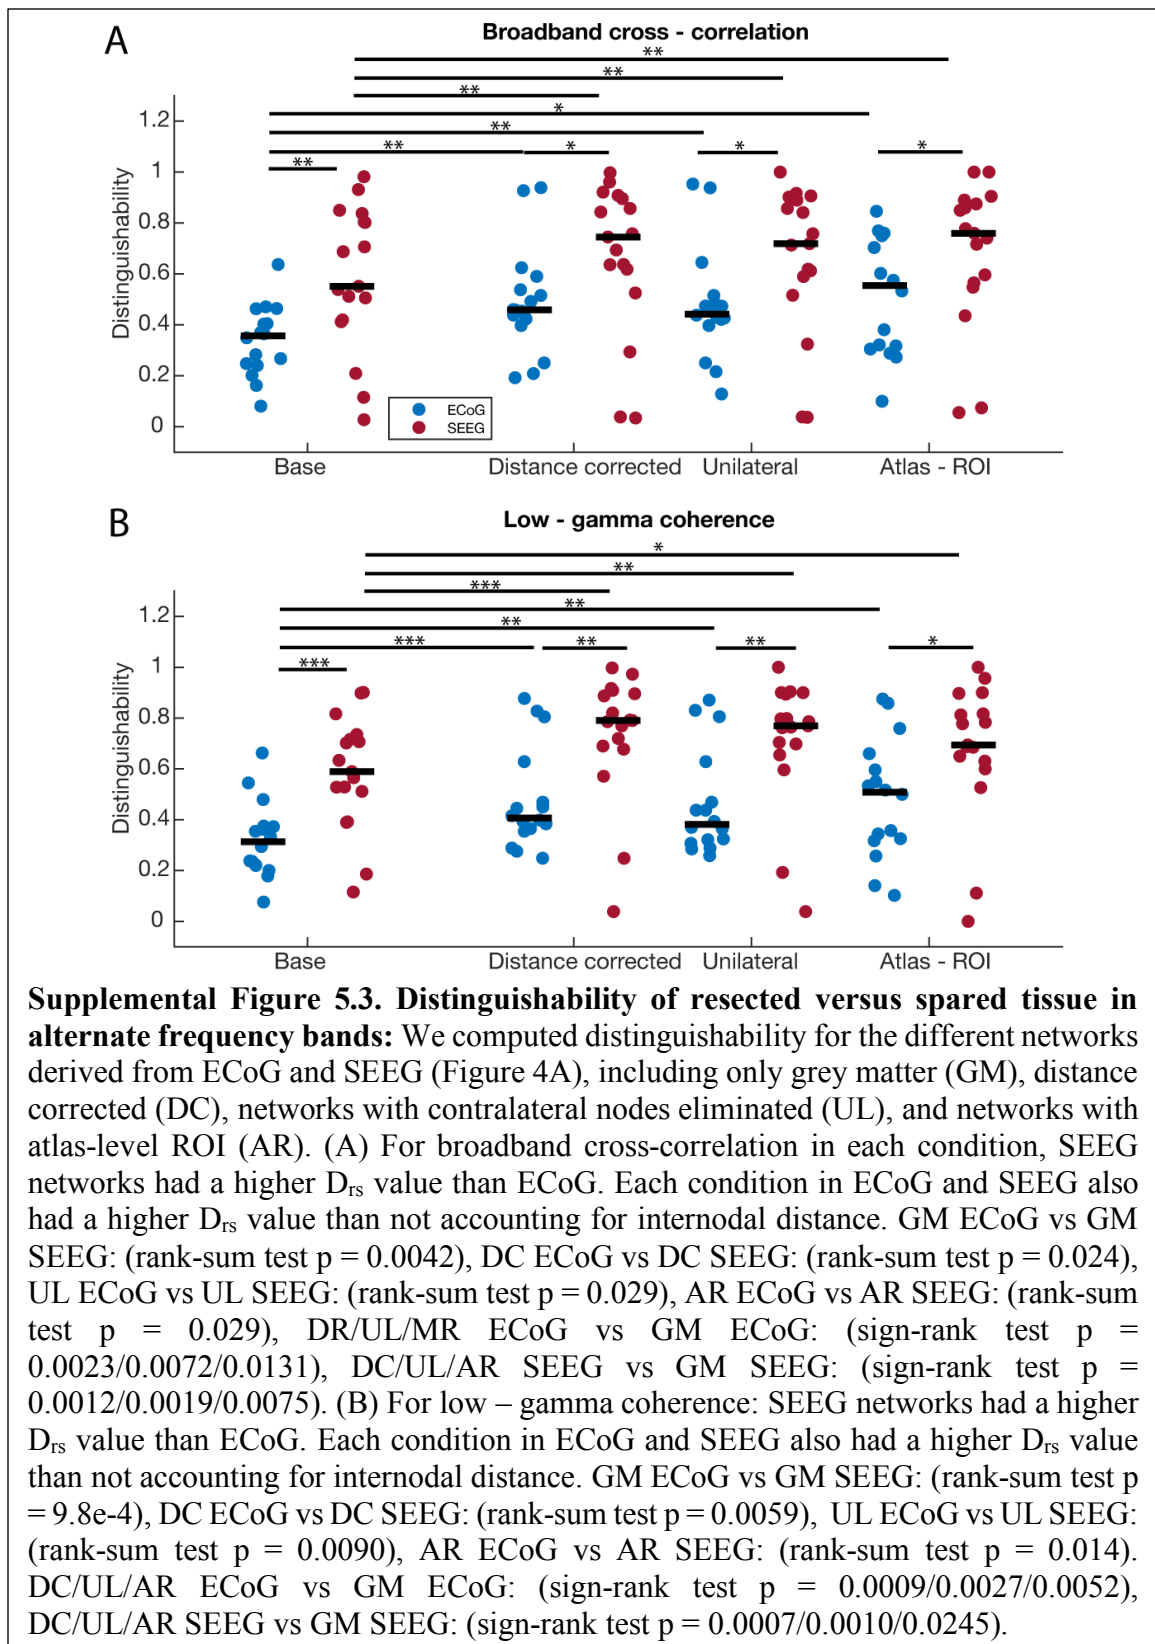 A
Broadband cross - correlation
**
**
**
*
**
**
*
*
*
**
1.2
1
0.8
0.6
0.4
0.2
0
Distinguishability
ECoG
SEEG
Base
Distance corrected
Unilateral
Atlas - ROI
B
Low - gamma coherence
*
**
***
**
**
***
**
**
*
***
1.2
1
0.8
0.6
0.4
0.2
0
Distinguishability
Base
Distance corrected
Unilateral
Atlas - ROI
Supplemental Figure 5.3. Distinguishability of resected versus spared tissue in
alternate frequency bands: We computed distinguishability for the different networks
derived from ECoG and SEEG (Figure 4A), including only grey matter (GM), distance
corrected (DC), networks with contralateral nodes eliminated (UL), and networks with
atlas-level ROI (AR). (A) For broadband cross-correlation in each condition, SEEG
networks had a higher Drs value than ECoG. Each condition in ECoG and SEEG also
had a higher Drs value than not accounting for internodal distance. GM ECoG vs GM
SEEG: (rank-sum test p = 0.0042), DC ECoG vs DC SEEG: (rank-sum test p = 0.024),
UL ECoG vs UL SEEG: (rank-sum test p = 0.029), AR ECoG vs AR SEEG: (rank-sum
test p = 0.029), DR/UL/MR ECoG vs GM ECoG: (sign-rank test p =
0.0023/0.0072/0.0131), DC/UL/AR SEEG vs GM SEEG: (sign-rank test p =
0.0012/0.0019/0.0075). (B) For low – gamma coherence: SEEG networks had a higher
Drs value than ECoG. Each condition in ECoG and SEEG also had a higher Drs value
than not accounting for internodal distance. GM ECoG vs GM SEEG: (rank-sum test p
= 9.8e-4), DC ECoG vs DC SEEG: (rank-sum test p = 0.0059), UL ECoG vs UL SEEG:
(rank-sum test p = 0.0090), AR ECoG vs AR SEEG: (rank-sum test p = 0.014).
DC/UL/AR ECoG vs GM ECoG: (sign-rank test p = 0.0009/0.0027/0.0052),
DC/UL/AR SEEG vs GM SEEG: (sign-rank test p = 0.0007/0.0010/0.0245).